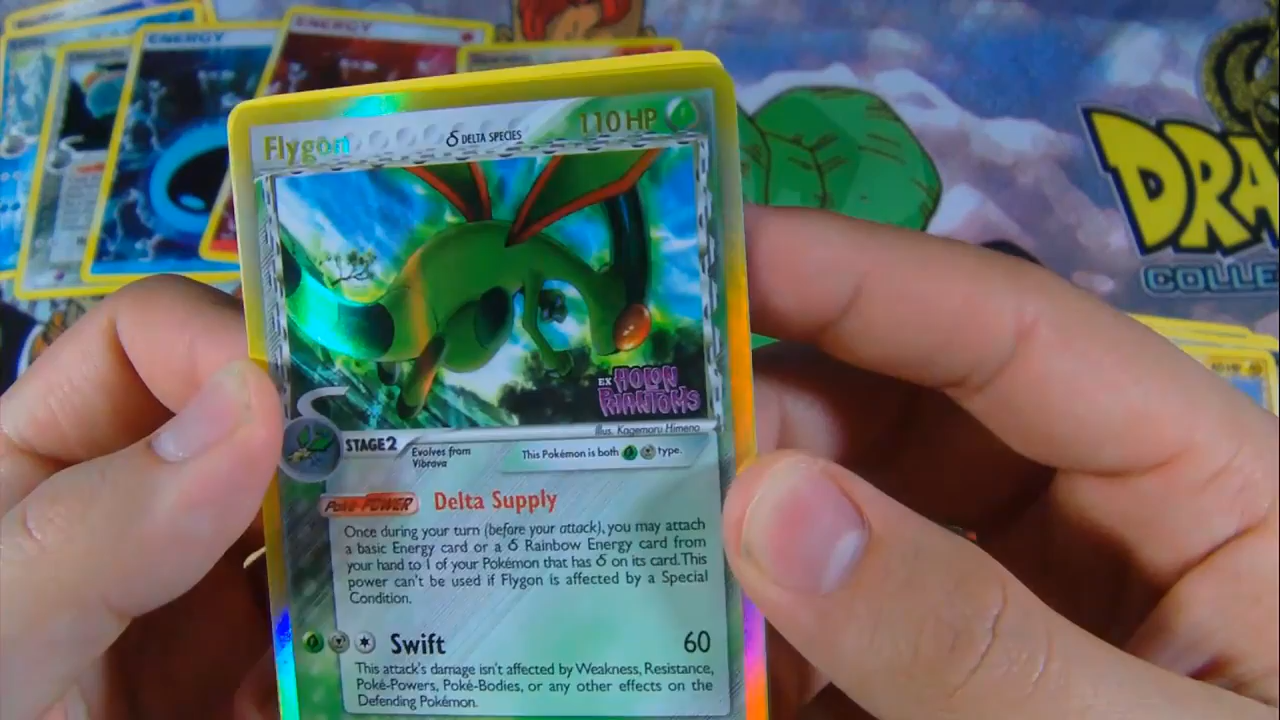 ENERGY
ENERGY
Flygon
δ DELTA SPECIES
110 HP
DRA
COLLE
EX HOLON PHANTOMS
Illus. Kagemaru Himeno
STAGE2
Evolves from
Vibrava
This Pokémon is both type.
Poké-POWER
Delta Supply
Once during your turn (before your attack), you may attach
a basic Energy card or a δ Rainbow Energy card from
your hand to 1 of your Pokémon that has δ on its card. This
power can't be used if Flygon is affected by a Special
Condition.
Swift
60
This attack's damage isn't affected by Weakness, Resistance,
Poké-Powers, Poké-Bodies, or any other effects on the
Defending Pokémon.